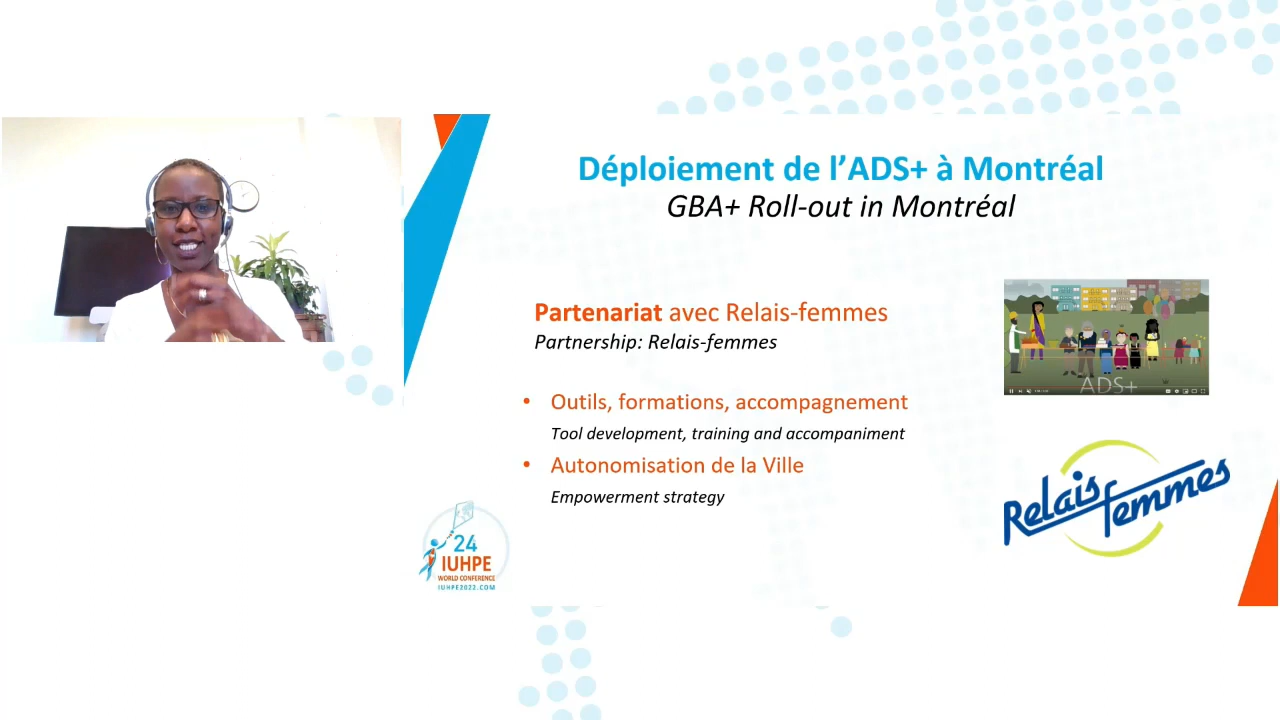 Déploiement de l'ADS+ à Montréal
GBA+ Roll-out in Montréal
Partenariat avec Relais-femmes
Partnership: Relais-femmes
• Outils, formations, accompagnement
Tool development, training and accompaniment
• Autonomisation de la Ville
Empowerment strategy
ADS+
Relais
femmes
24
IUHPE
WORLD CONFERENCE
IUHPE2022.COM